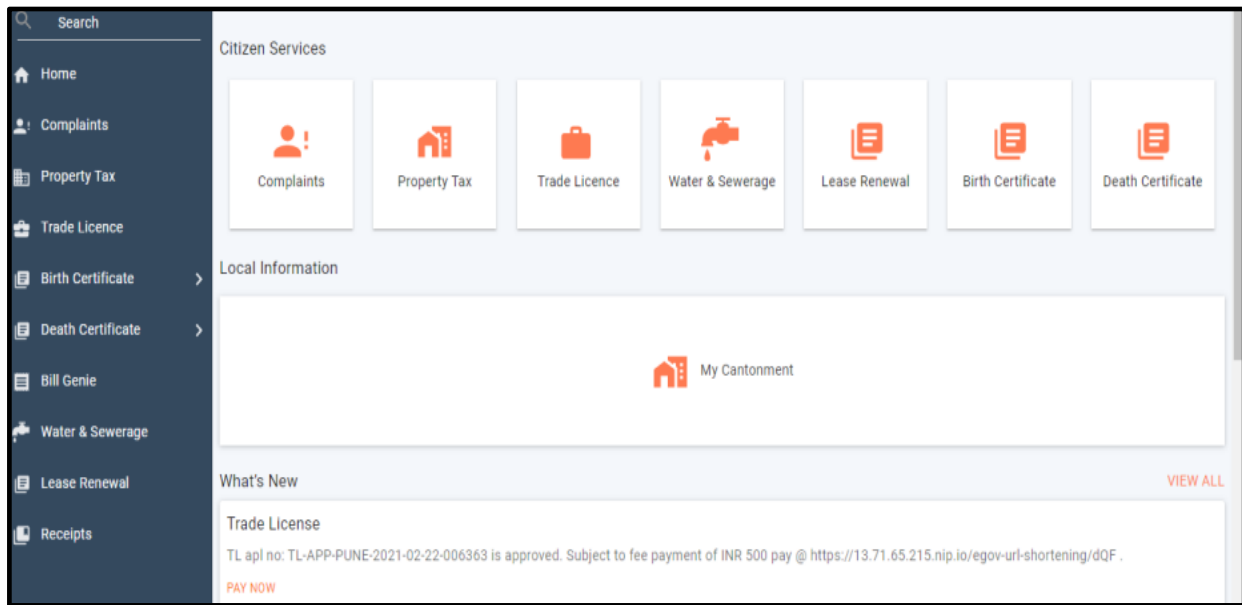 Search
Home
Complaints
Property Tax
Trade Licence
Birth Certificate
Death Certificate
Bill Genie
Water & Sewerage
Lease Renewal
Receipts
Citizen Services
Complaints
Property Tax
Trade Licence
Water & Sewerage
Lease Renewal
Birth Certificate
Death Certificate
Local Information
My Cantonment
What's New
VIEW ALL
Trade License
TL apl no: TL-APP-PUNE-2021-02-22-006363 is approved. Subject to fee payment of INR 500 pay @ https://13.71.65.215.nip.io/egov-url-shortening/dQF .
PAY NOW